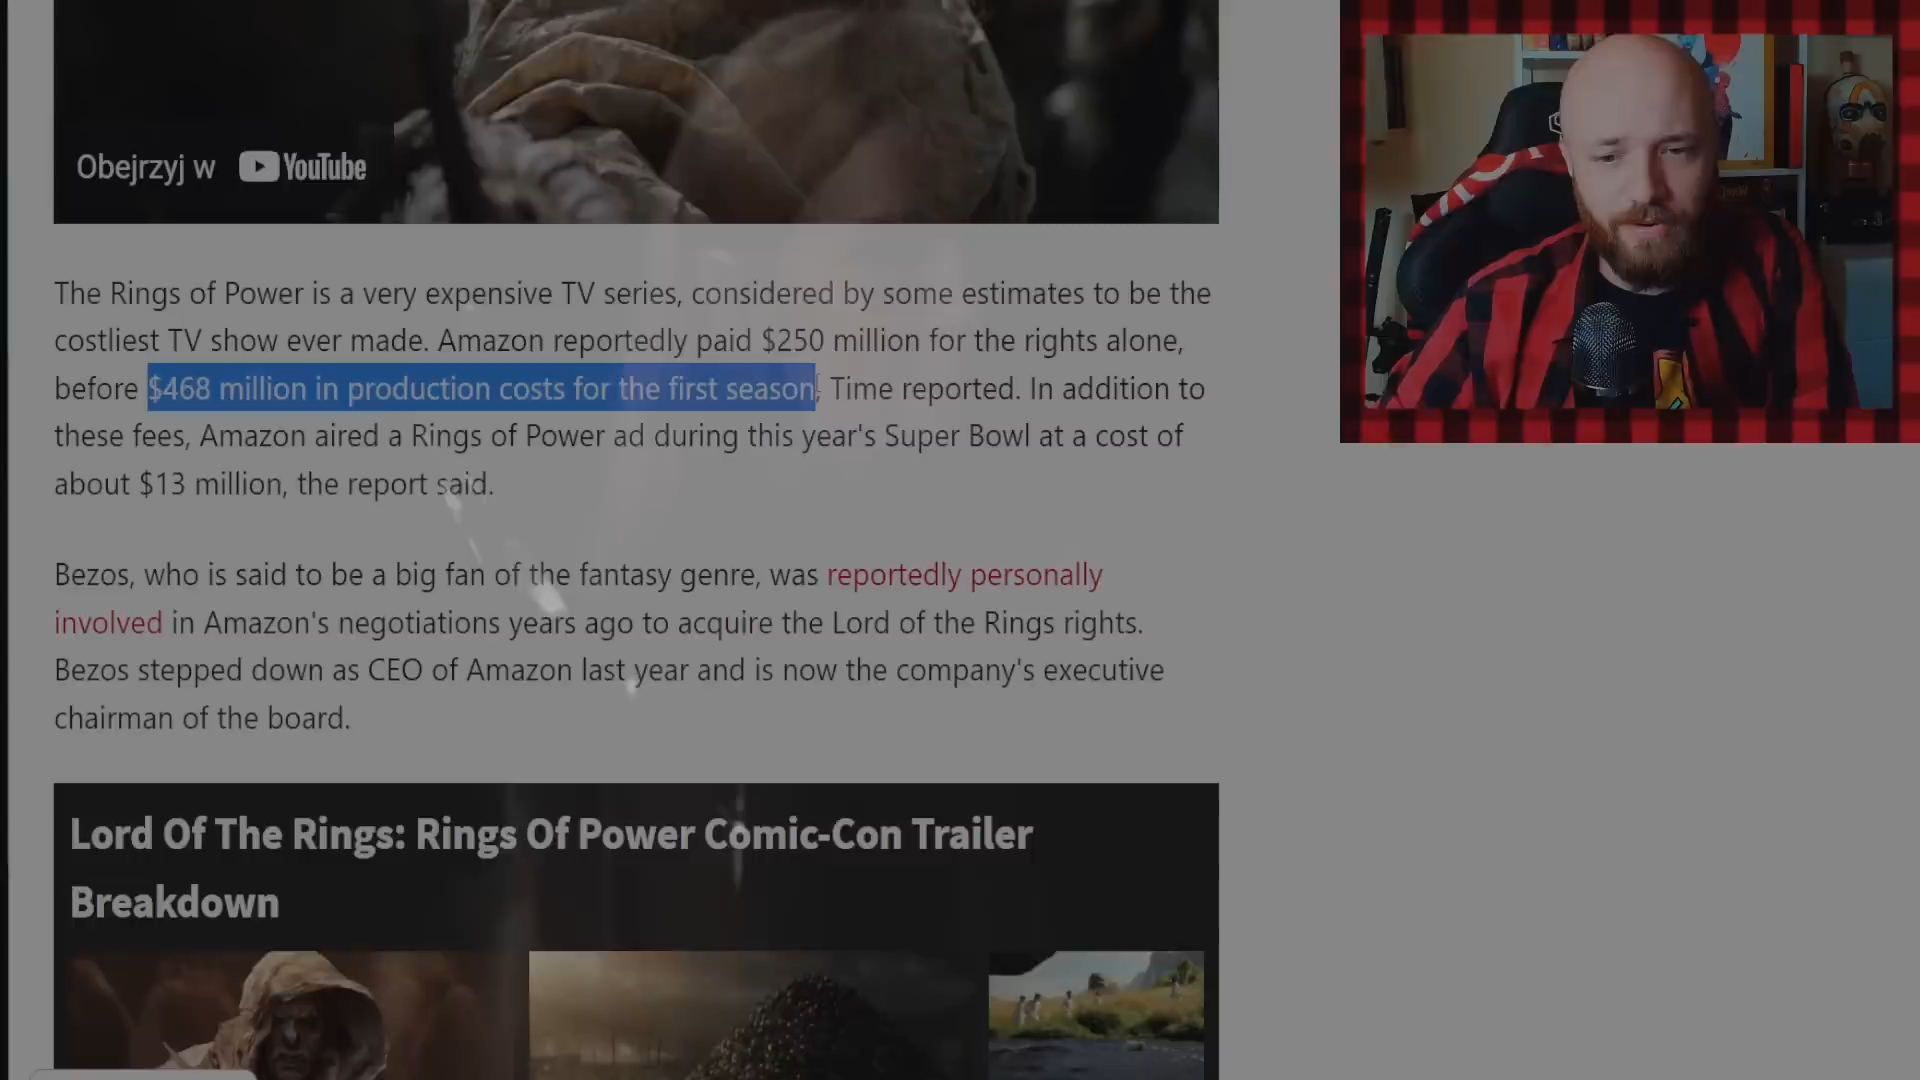 Obejrzyj w YouTube
The Rings of Power is a very expensive TV series, considered by some estimates to be the
costliest TV show ever made. Amazon reportedly paid $250 million for the rights alone,
before $468 million in production costs for the first season, Time reported. In addition to
these fees, Amazon aired a Rings of Power ad during this year's Super Bowl at a cost of
about $13 million, the report said.
Bezos, who is said to be a big fan of the fantasy genre, was reportedly personally
involved in Amazon's negotiations years ago to acquire the Lord of the Rings rights.
Bezos stepped down as CEO of Amazon last year and is now the company's executive
chairman of the board.
Lord Of The Rings: Rings Of Power Comic-Con Trailer
Breakdown